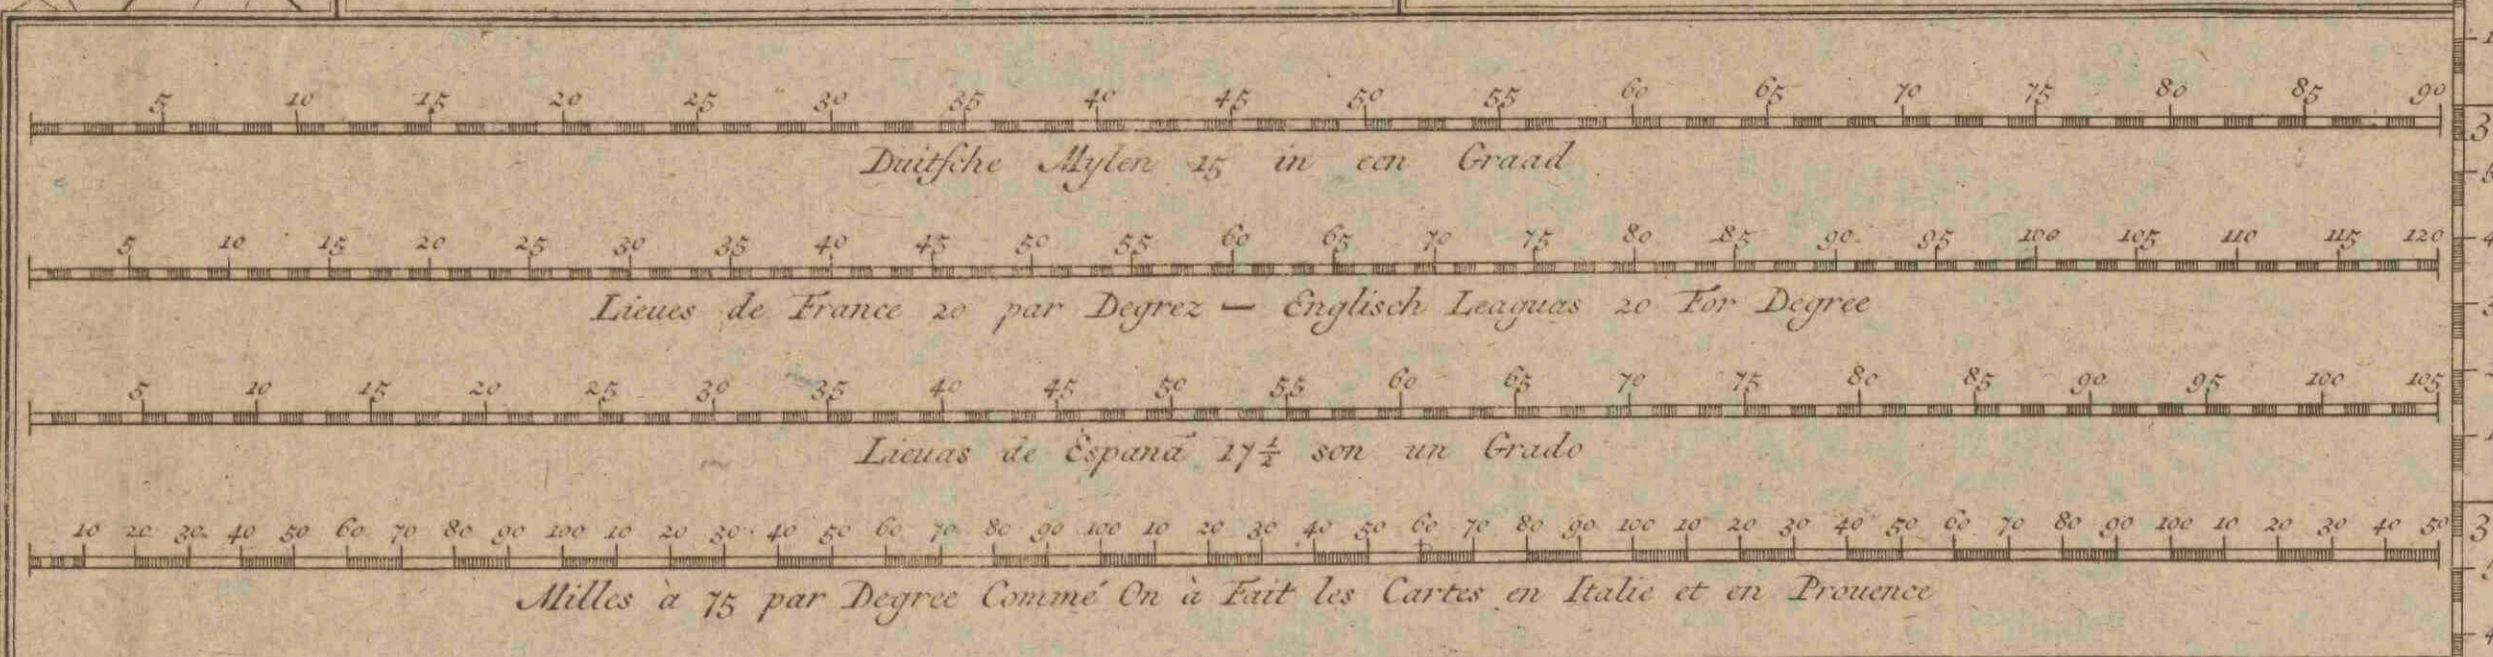 5 10 15 20 25 30 35 40 45 50 55 60 65 70 75 80 85 90
3
Duitsche Mylen 15 in een Graad
5 10 15 20 25 30 35 40 45 50 55 60 65 70 75 80 85 90 95 100 105 110 115 120
Lieues de France 20 par Degrez — Englisch Leaguas 20 For Degree
5 10 15 20 25 30 35 40 45 50 55 60 65 70 75 80 85 90 95 100 105
Lieuas de Espanã 17½ son un Grado
10 20 30 40 50 60 70 80 90 100 10 20 30 40 50 60 70 80 90 100 10 20 30 40 50 60 70 80 90 100 10 20 30 40 50 60 70 80 90 100 10 20 30 40 50
3
Milles à 75 par Degree Commé On à Fait les Cartes en Italie et en Prouence